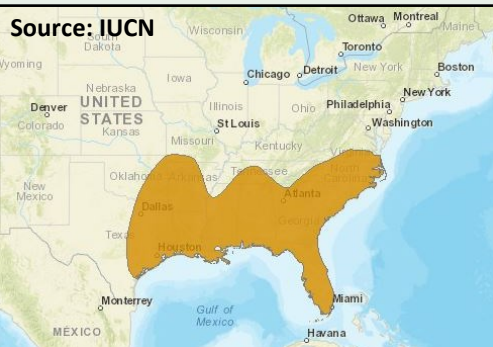 Source: IUCN
Ottawa
Montreal
Maine
Wisconsin
South
Dakota
Toronto
Wyoming
New York
Boston
Iowa
Chicago
Detroit
Nebraska
New York
Denver
UNITED
STATES
Illinois
Ohio
Philadelphia
Colorado
Kansas
St Louis
Washington
Missouri
Kentucky
Oklahoma
Arkansas
Tennessee
North
Carolina
New
Mexico
Atlanta
Dallas
Georgia
Texas
Houston
Monterrey
Miami
Gulf of
Mexico
MÉXICO
Havana